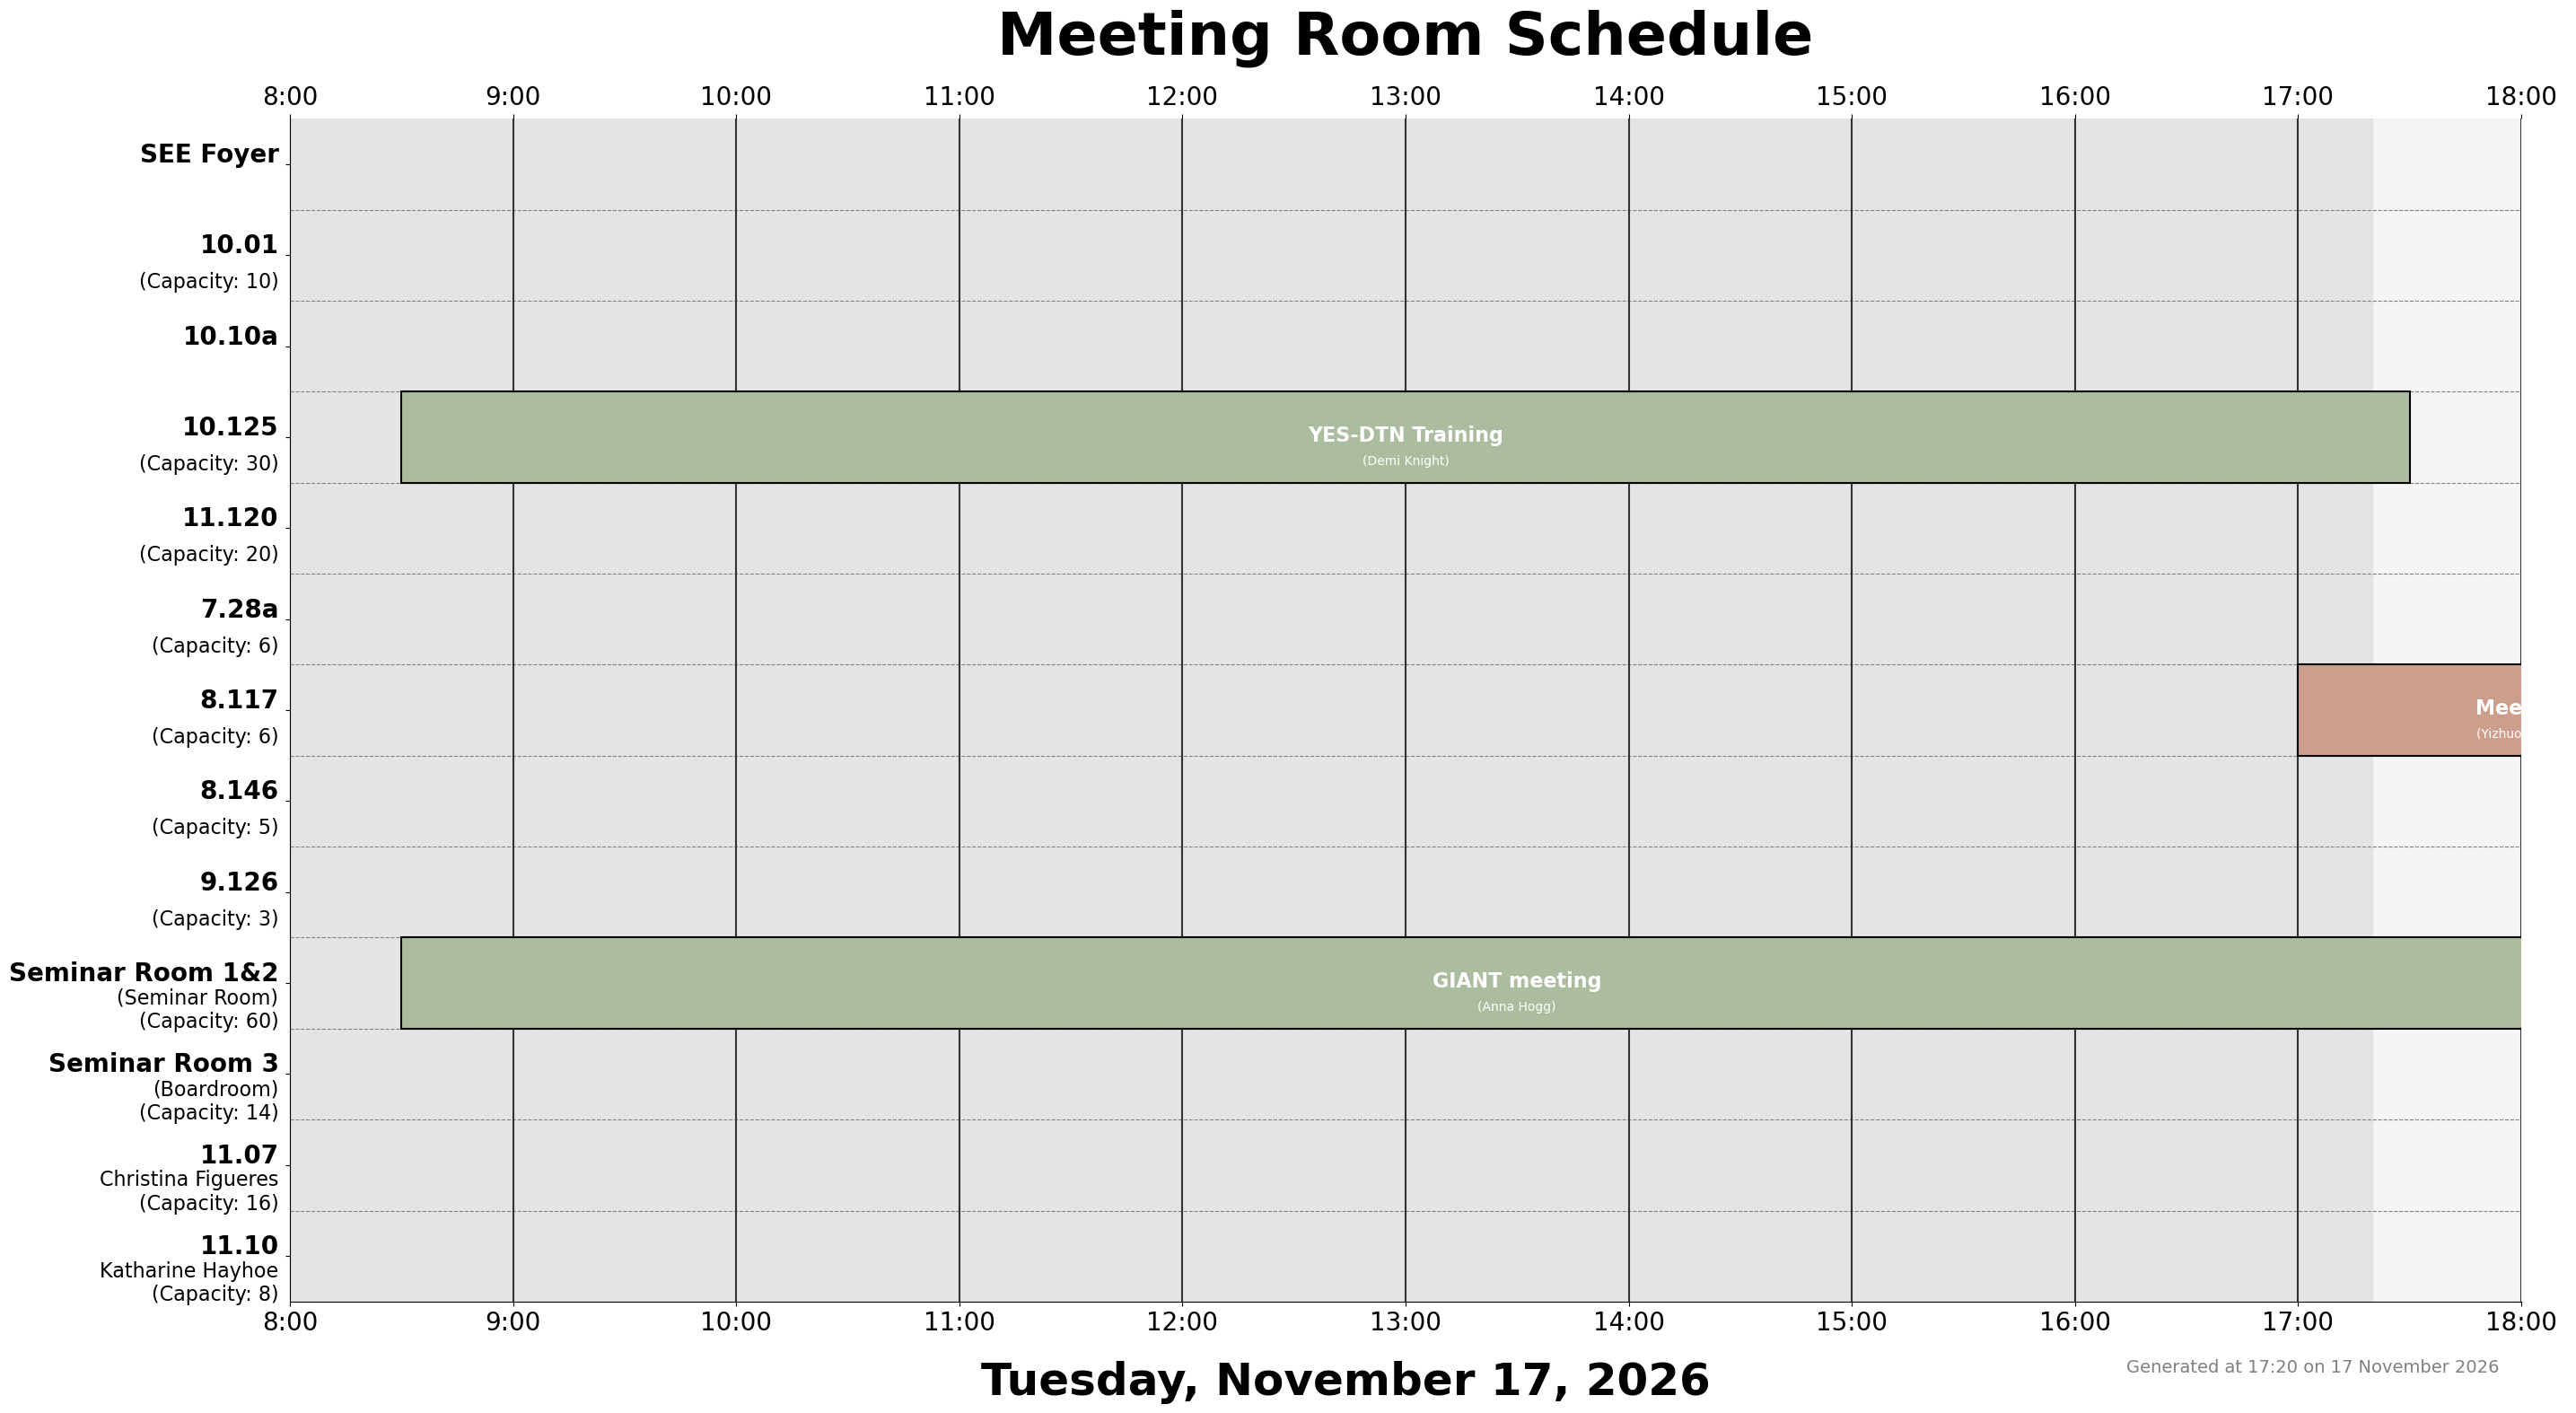 Meeting Room Schedule
8:00 9:00 10:00 11:00 12:00 13:00 14:00 15:00 16:00 17:00 18:00
SEE Foyer
10.01
(Capacity: 10)
10.10a
10.125
(Capacity: 30)
YES-DTN Training
(Demi Knight)
11.120
(Capacity: 20)
7.28a
(Capacity: 6)
8.117
(Capacity: 6)
Mee
(Yizhuo
8.146
(Capacity: 5)
9.126
(Capacity: 3)
Seminar Room 1&2
(Seminar Room)
(Capacity: 60)
GIANT meeting
(Anna Hogg)
Seminar Room 3
(Boardroom)
(Capacity: 14)
11.07
Christina Figueres
(Capacity: 16)
11.10
Katharine Hayhoe
(Capacity: 8)
8:00 9:00 10:00 11:00 12:00 13:00 14:00 15:00 16:00 17:00 18:00
Tuesday, November 17, 2026
Generated at 17:20 on 17 November 2026